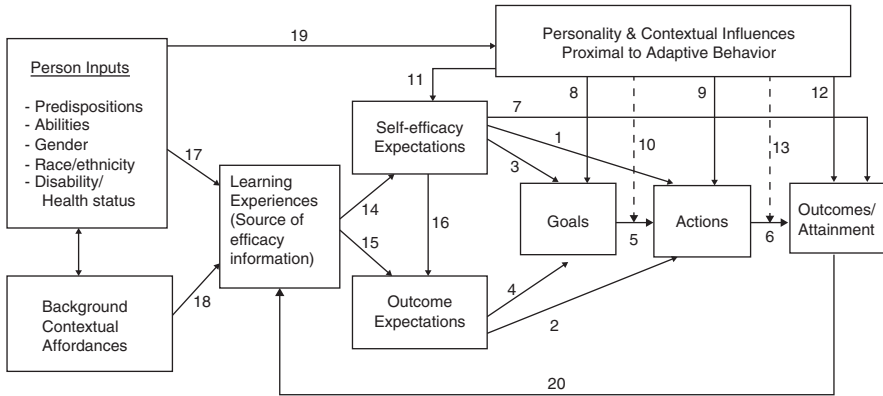 19
Personality & Contextual Influences
Proximal to Adaptive Behavior
Person Inputs
- Predispositions
- Abilities
- Gender
- Race/ethnicity
- Disability/
Health status
11
8
9
12
7
Self-efficacy
Expectations
1
3
10
13
17
Learning
Experiences
(Source of
efficacy
information)
14
15
16
Goals
5
Actions
6
Outcomes/
Attainment
18
Background
Contextual
Affordances
Outcome
Expectations
4
2
20